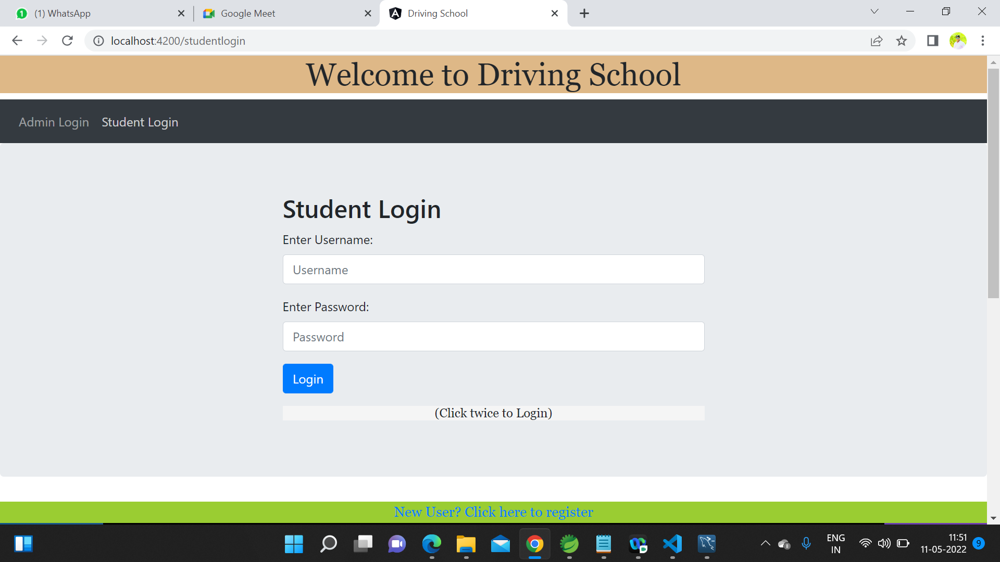 (1) WhatsApp
Google Meet
Driving School
localhost:4200/studentlogin
Welcome to Driving School
Admin Login Student Login
Student Login
Enter Username:
Username
Enter Password:
Password
Login
(Click twice to Login)
New User? Click here to register
ENG
IN
11:51
11-05-2022
9
1